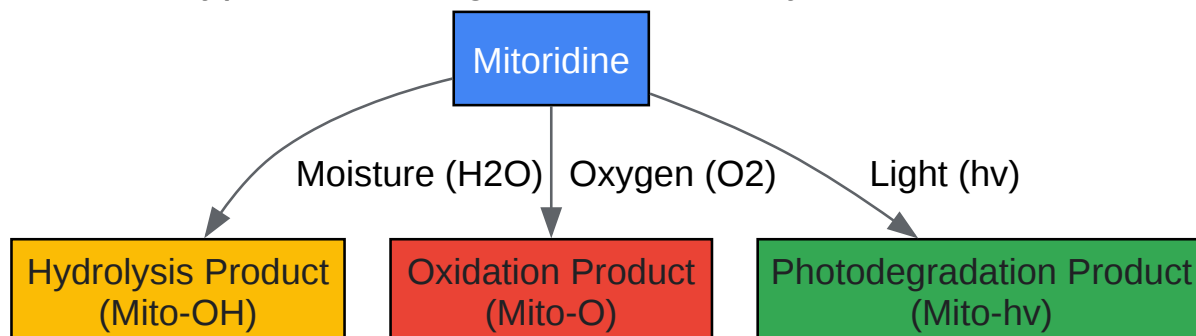 Mitoridine
Moisture (H2O)
Oxygen (O2)
Light (hv)
Hydrolysis Product
(Mito-OH)
Oxidation Product
(Mito-O)
Photodegradation Product
(Mito-hv)